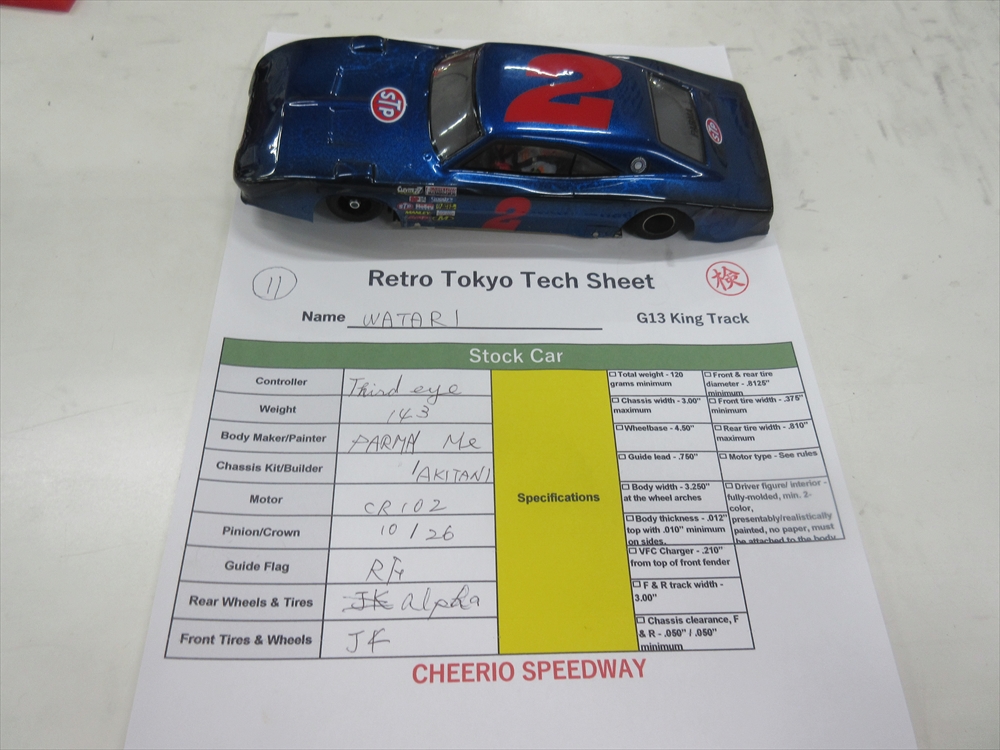 STP
2
STP
2
11
Retro Tokyo Tech Sheet
検
Name WATARI
G13 King Track
Stock Car
Controller Third eye
Weight 143
Body Maker/Painter PARMA Me
Chassis Kit/Builder /AKITANI
Motor CR102
Pinion/Crown 10/26
Guide Flag
Rear Wheels & Tires JK alpha
Front Tires & Wheels JK
Specifications
Total weight - 120
grams minimum
Chassis width - 3.00"
maximum
Wheelbase - 4.50"
Guide lead - .750"
Body width - 3.250"
at the wheel arches
Body thickness - .012"
top with .010" minimum
on sides.
VFC Charger - .210"
from top of front fender
F & R track width -
3.00"
Chassis clearance, F
& R - .050" / .050"
minimum
Front & rear tire
diameter - .8125"
minimum
Front tire width - .375"
minimum
Rear tire width - .810"
maximum
Motor type - See rules
Driver figure/ interior -
fully-molded, min. 2-
color,
presentably/realistically
painted, no paper, must
be attached to the body
CHEERIO SPEEDWAY